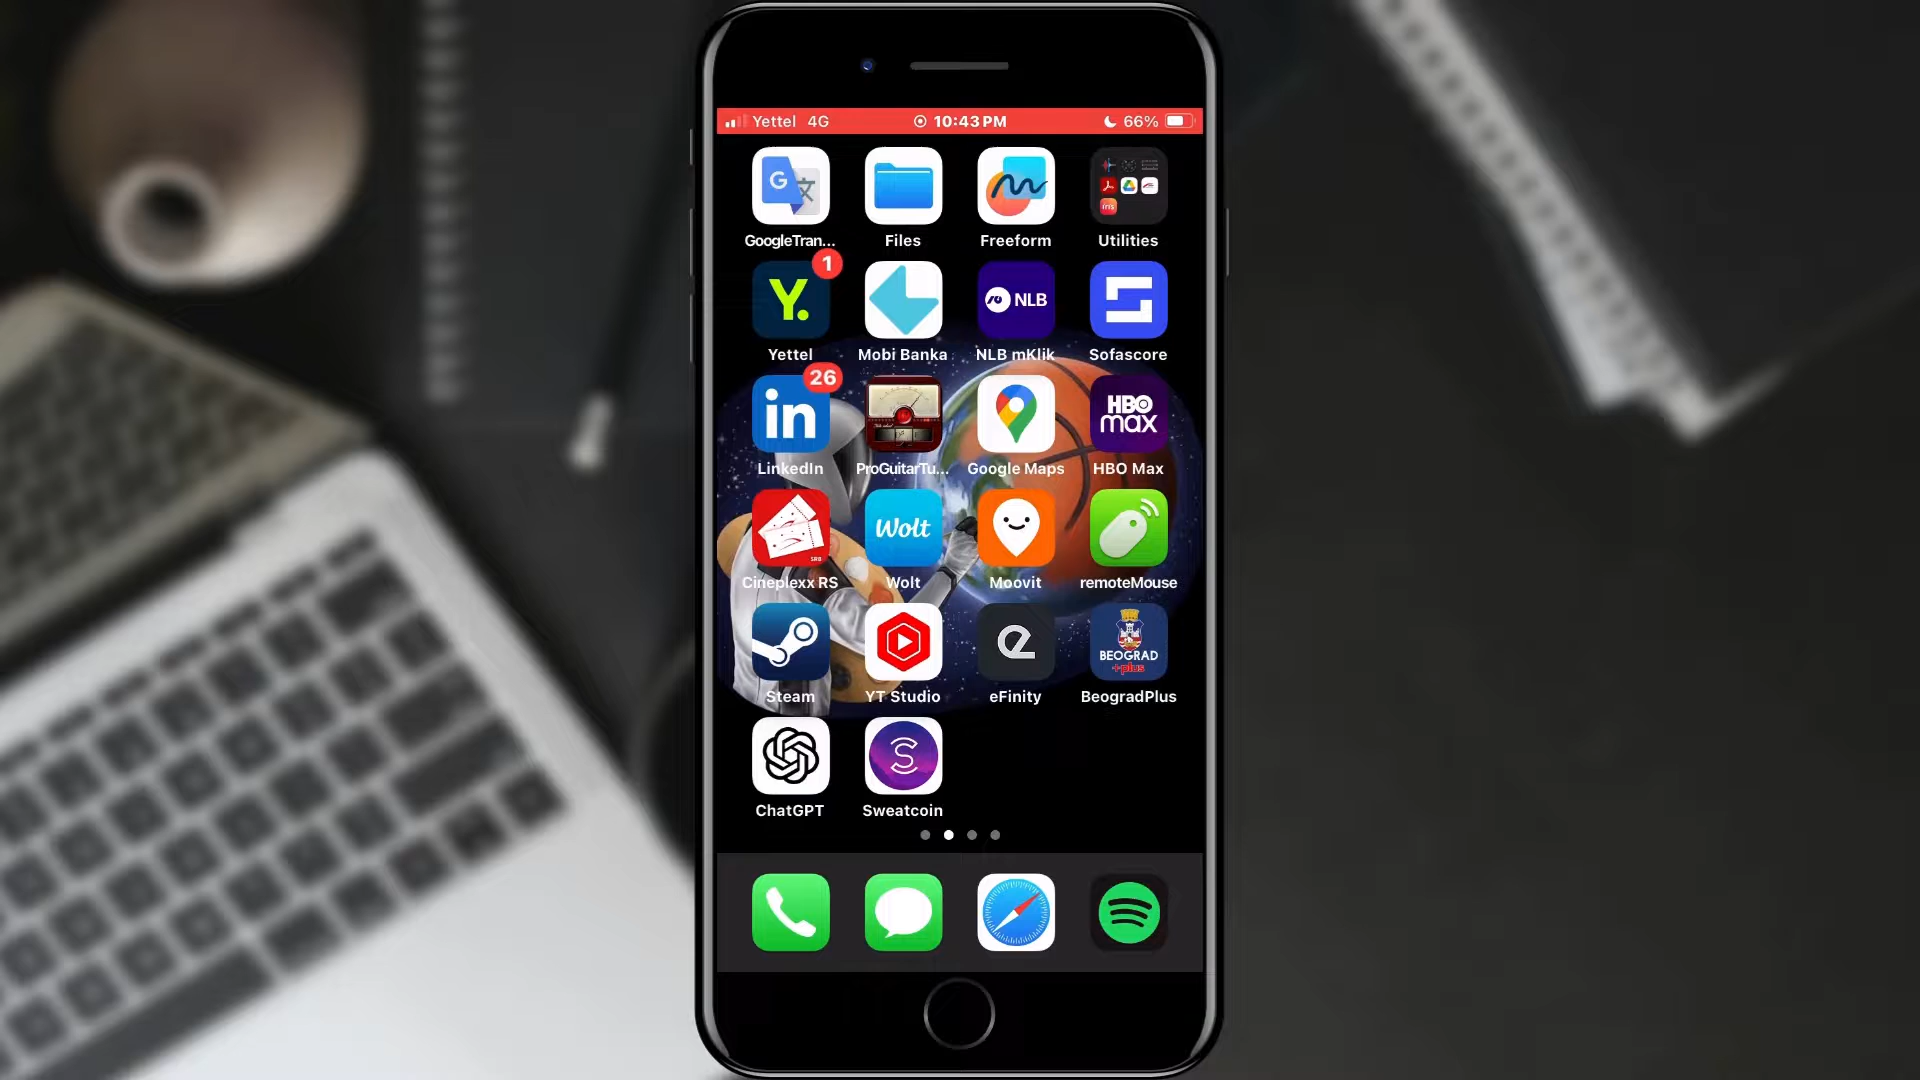 Yettel 4G 10:43 PM 66%
GoogleTran... Files Freeform Utilities
1
Y. NLB
Yettel Mobi Banka NLB mKlik Sofascore
26
in HBO max
LinkedIn ProGuitarTu... Google Maps HBO Max
Wolt
Cineplexx RS Wolt Moovit remoteMouse
BEOGRAD
+plus
Steam YT Studio eFinity BeogradPlus
ChatGPT Sweatcoin